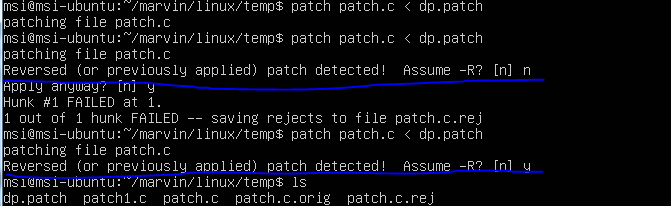 msi@msi-ubuntu:~/marvin/linux/temp$ patch patch.c < dp.patch
patching file patch.c
msi@msi-ubuntu:~/marvin/linux/temp$ patch patch.c < dp.patch
patching file patch.c
Reversed (or previously applied) patch detected!  Assume -R? [n] n
Apply anyway? [n] y
Hunk #1 FAILED at 1.
1 out of 1 hunk FAILED -- saving rejects to file patch.c.rej
msi@msi-ubuntu:~/marvin/linux/temp$ patch patch.c < dp.patch
patching file patch.c
Reversed (or previously applied) patch detected!  Assume -R? [n] y
msi@msi-ubuntu:~/marvin/linux/temp$ ls
dp.patch  patch1.c  patch.c  patch.c.orig  patch.c.rej